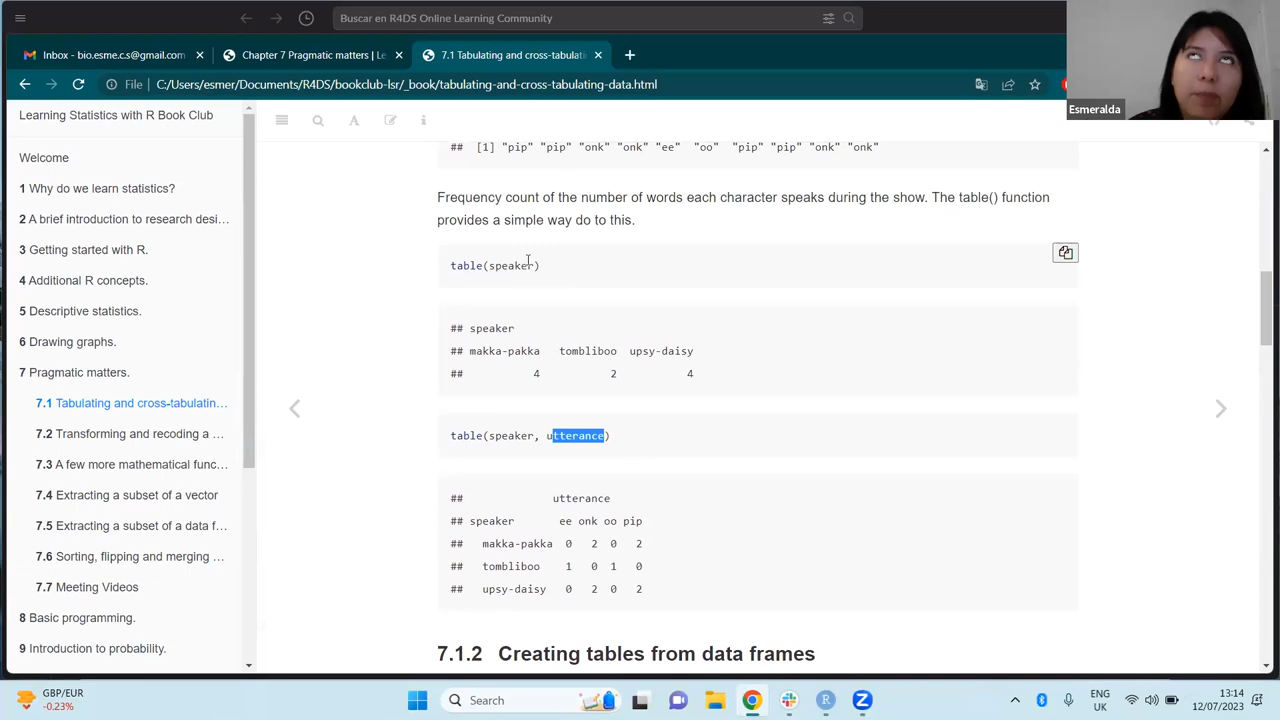 Buscar en R4DS Online Learning Community
Inbox - bio.esme.c.s@gmail.com
Chapter 7 Pragmatic matters | Le
7.1 Tabulating and cross-tabulati
File C:/Users/esmer/Documents/R4DS/bookclub-lsr/_book/tabulating-and-cross-tabulating-data.html
Esmeralda
Learning Statistics with R Book Club
Welcome
1 Why do we learn statistics?
2 A brief introduction to research desi...
3 Getting started with R.
4 Additional R concepts.
5 Descriptive statistics.
6 Drawing graphs.
7 Pragmatic matters.
7.1 Tabulating and cross-tabulatin...
7.2 Transforming and recoding a ...
7.3 A few more mathematical func...
7.4 Extracting a subset of a vector
7.5 Extracting a subset of a data f...
7.6 Sorting, flipping and merging ...
7.7 Meeting Videos
8 Basic programming.
9 Introduction to probability.
## [1] "pip" "pip" "onk" "onk" "ee" "oo" "pip" "pip" "onk" "onk"
Frequency count of the number of words each character speaks during the show. The table() function
provides a simple way do to this.
table(speaker)
## speaker
## makka-pakka tombliboo upsy-daisy
## 4 2 4
table(speaker, utterance)
## utterance
## speaker ee onk oo pip
## makka-pakka 0 2 0 2
## tombliboo 1 0 1 0
## upsy-daisy 0 2 0 2
7.1.2 Creating tables from data frames
GBP/EUR
-0.23%
Search
ENG
UK
13:14
12/07/2023